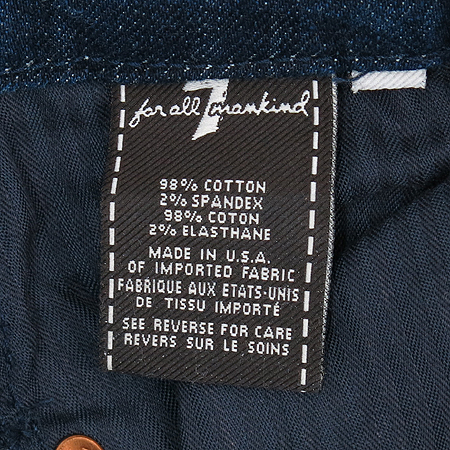 7
for all mankind
98% COTTON
2% SPANDEX
98% COTON
2% ELASTHANE
MADE IN U.S.A.
OF IMPORTED FABRIC
FABRIQUE AUX ETATS-UNIS
DE TISSU IMPORTÉ
SEE REVERSE FOR CARE
REVERS SUR LE SOINS